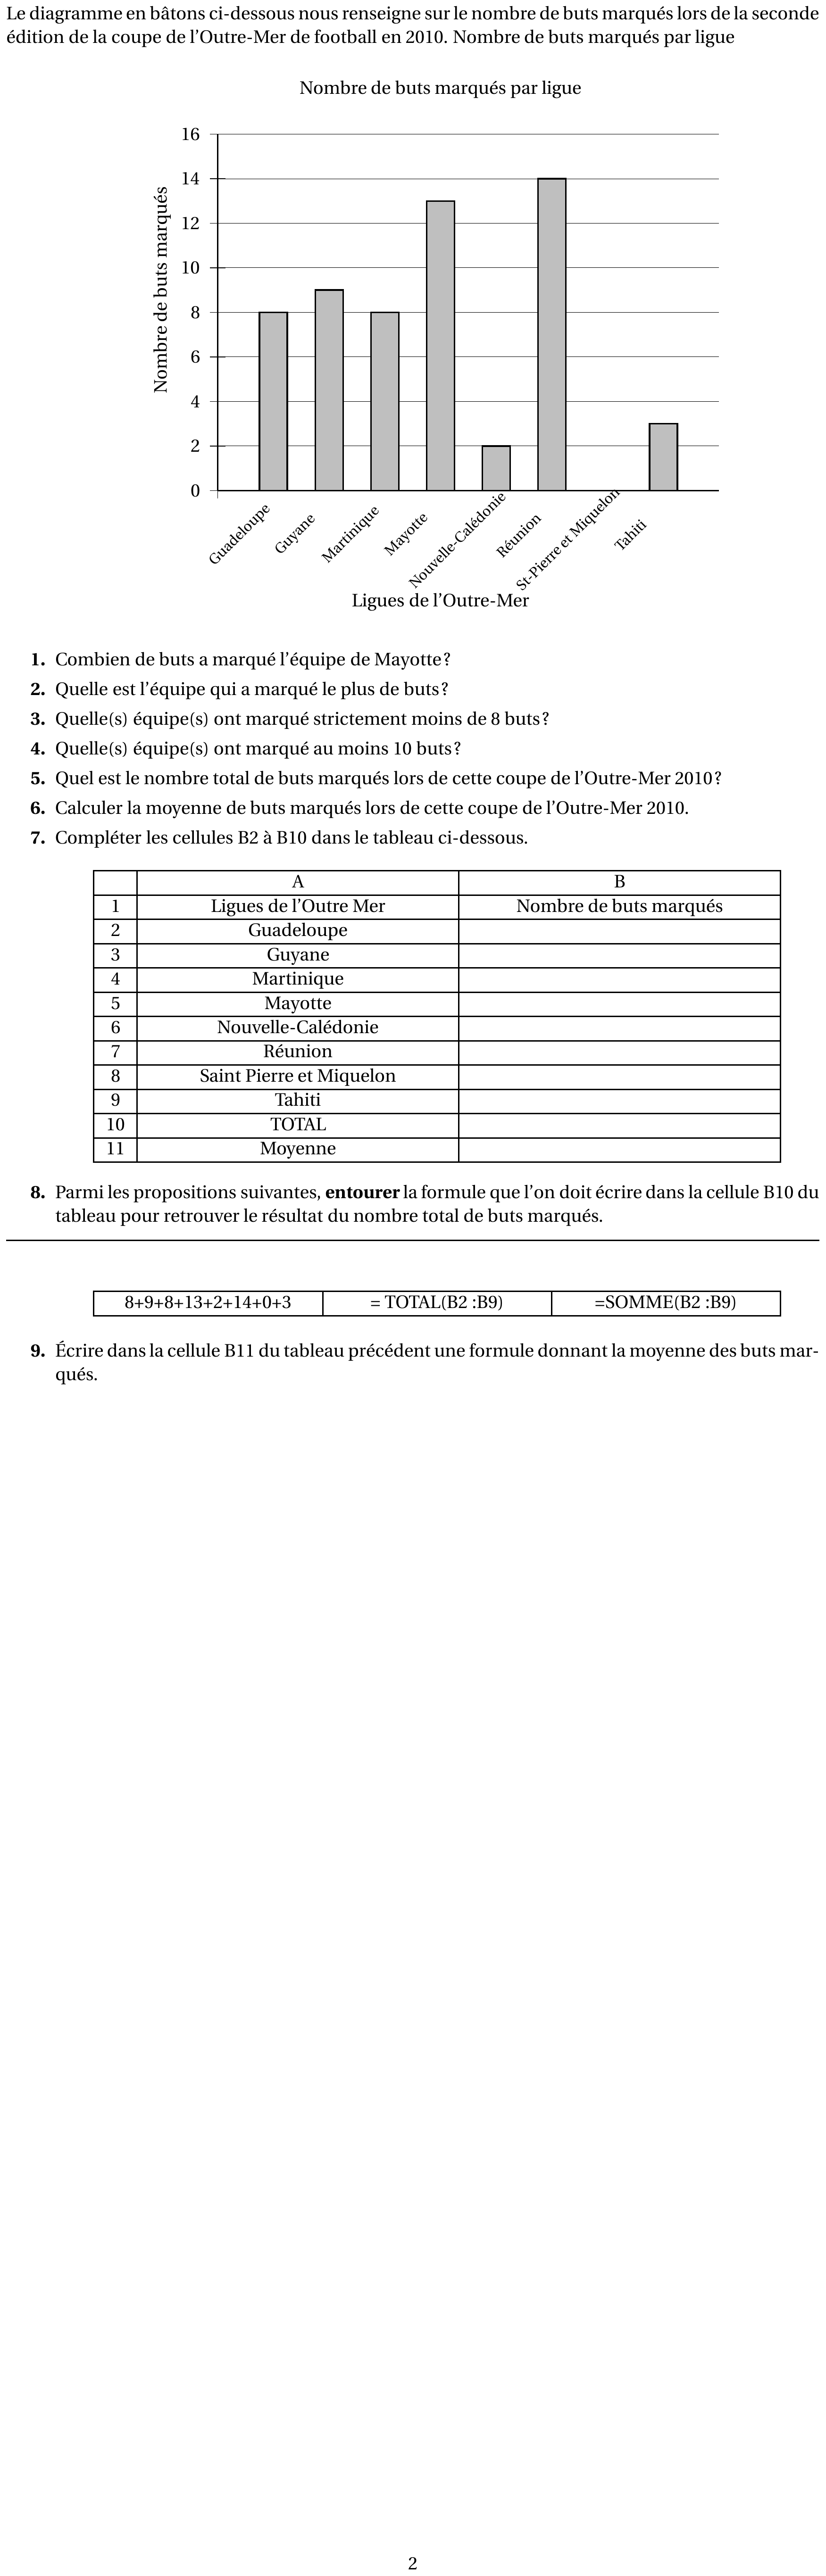 Le diagramme en bâtons ci-dessous nous renseigne sur le nombre de buts marqués lors de la seconde
édition de la coupe de l'Outre-Mer de football en 2010. Nombre de buts marqués par ligue
Nombre de buts marqués par ligue
16
14
12
10
8
6
4
2
0
Nombre de buts marqués
Guadeloupe
Guyane
Martinique
Mayotte
Nouvelle-Calédonie
Réunion
St-Pierre et Miquelon
Tahiti
Ligues de l'Outre-Mer
1. Combien de buts a marqué l'équipe de Mayotte?
2. Quelle est l'équipe qui a marqué le plus de buts?
3. Quelle(s) équipe(s) ont marqué strictement moins de 8 buts?
4. Quelle(s) équipe(s) ont marqué au moins 10 buts?
5. Quel est le nombre total de buts marqués lors de cette coupe de l'Outre-Mer 2010?
6. Calculer la moyenne de buts marqués lors de cette coupe de l'Outre-Mer 2010.
7. Compléter les cellules B2 à B10 dans le tableau ci-dessous.
A B
1 Ligues de l'Outre Mer Nombre de buts marqués
2 Guadeloupe
3 Guyane
4 Martinique
5 Mayotte
6 Nouvelle-Calédonie
7 Réunion
8 Saint Pierre et Miquelon
9 Tahiti
10 TOTAL
11 Moyenne
8. Parmi les propositions suivantes, entourer la formule que l'on doit écrire dans la cellule B10 du
tableau pour retrouver le résultat du nombre total de buts marqués.
8+9+8+13+2+14+0+3 = TOTAL(B2 :B9) =SOMME(B2 :B9)
9. Écrire dans la cellule B11 du tableau précédent une formule donnant la moyenne des buts mar-
qués.
2